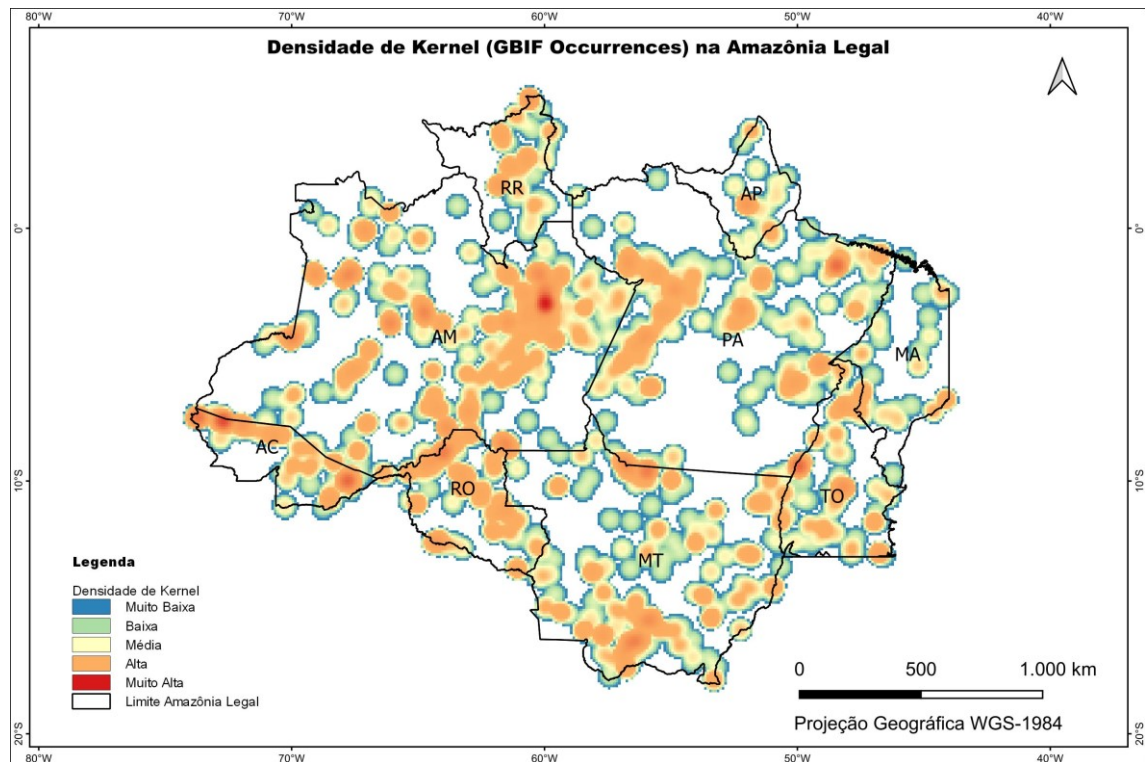 80°W 70°W 60°W 50°W 40°W
Densidade de Kernel (GBIF Occurrences) na Amazônia Legal
RR
AP
0° 0°
AM
PA
MA
AC
RO
TO
10°S 10°S
MT
Legenda
Densidade de Kernel
Muito Baixa
Baixa
Média
Alta
Muito Alta
Limite Amazônia Legal
0 500 1.000 km
Projeção Geográfica WGS-1984
20°S 20°S
80°W 70°W 60°W 50°W 40°W